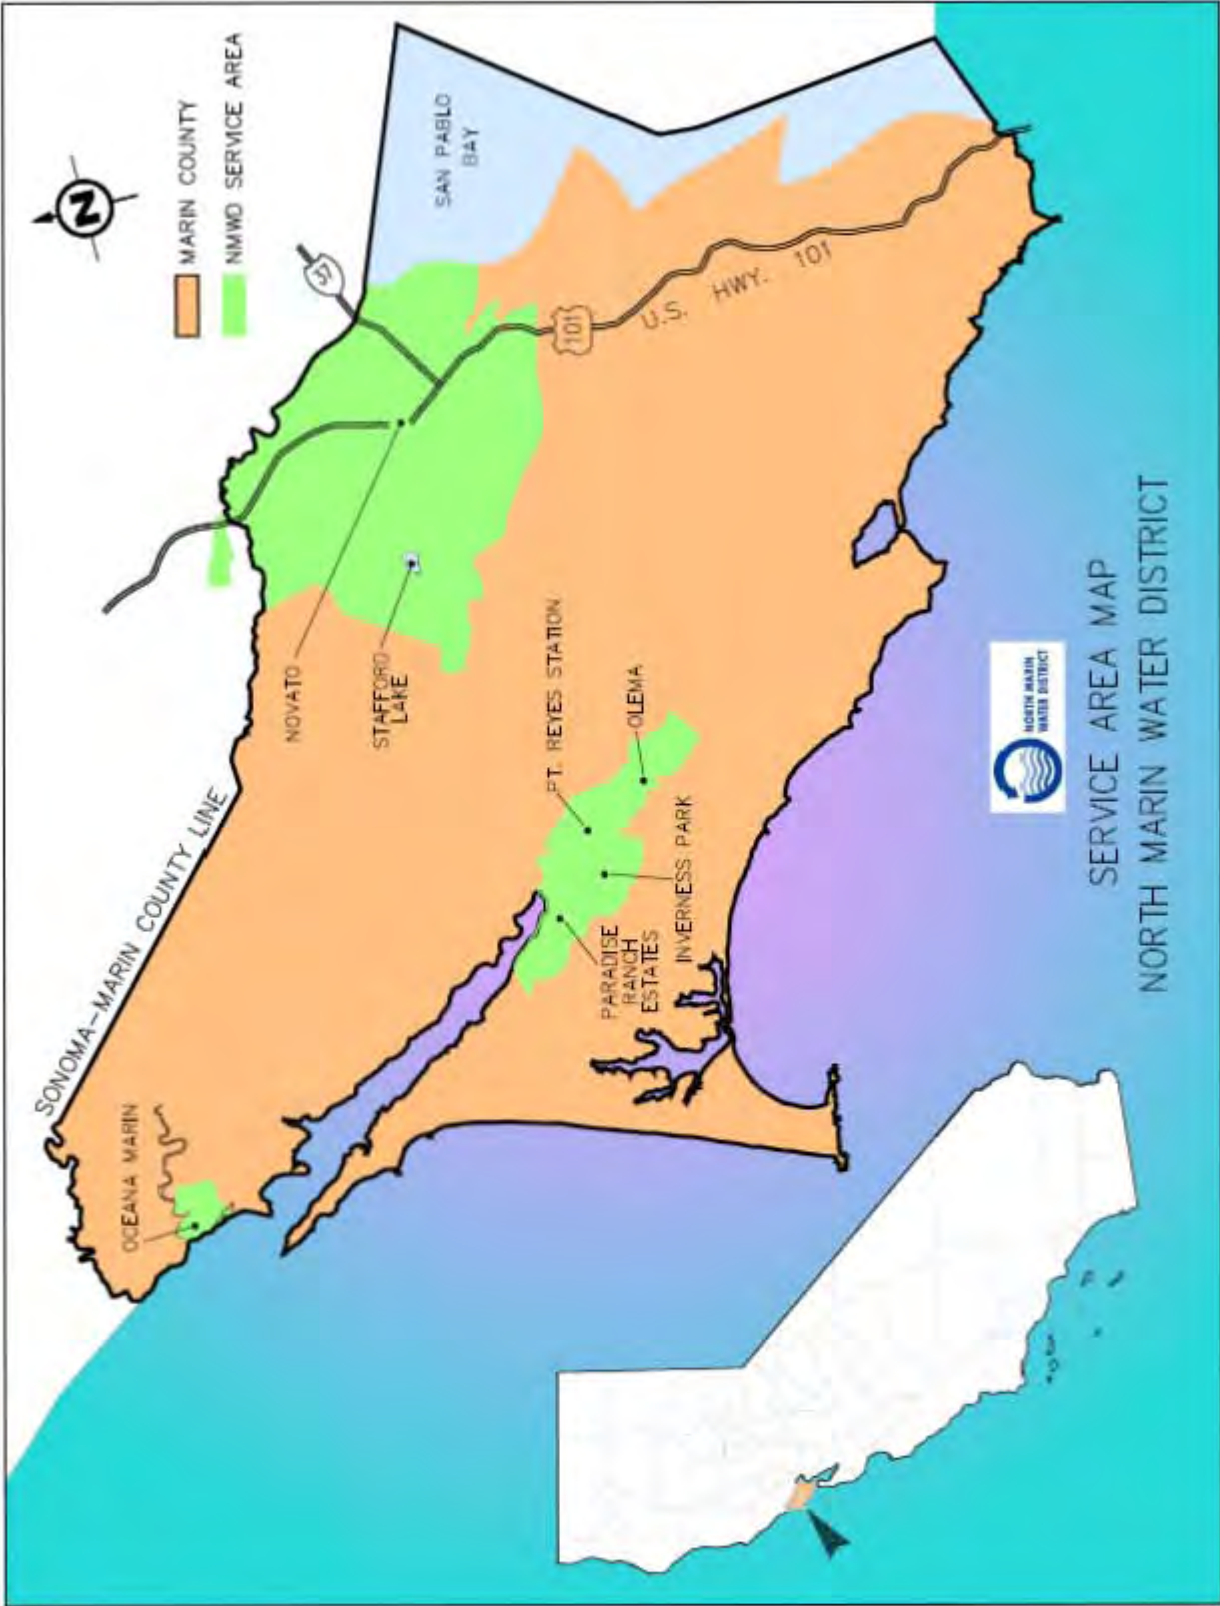 N
MARIN COUNTY
NMWD SERVICE AREA
SONOMA-MARIN COUNTY LINE
37
SAN PABLO
BAY
OCEANA MARIN
NOVATO
STAFFORD
LAKE
101
U.S. HWY. 101
PT. REYES STATION
OLEMA
PARADISE
RANCH
ESTATES
INVERNESS PARK
NORTH MARIN
WATER DISTRICT
SERVICE AREA MAP
NORTH MARIN WATER DISTRICT